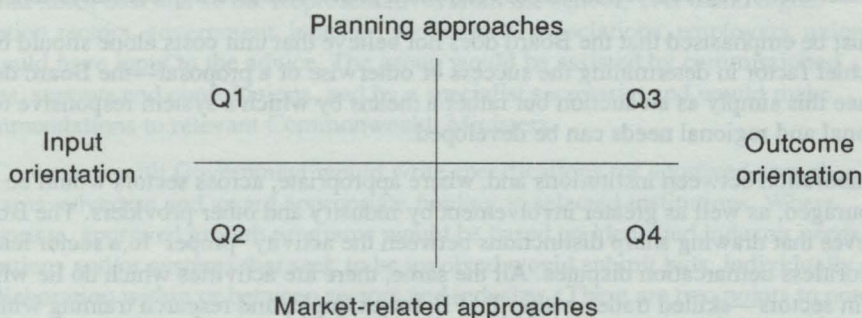 Planning approaches
Q1 Q3
Input orientation
Outcome orientation
Q2 Q4
Market-related approaches